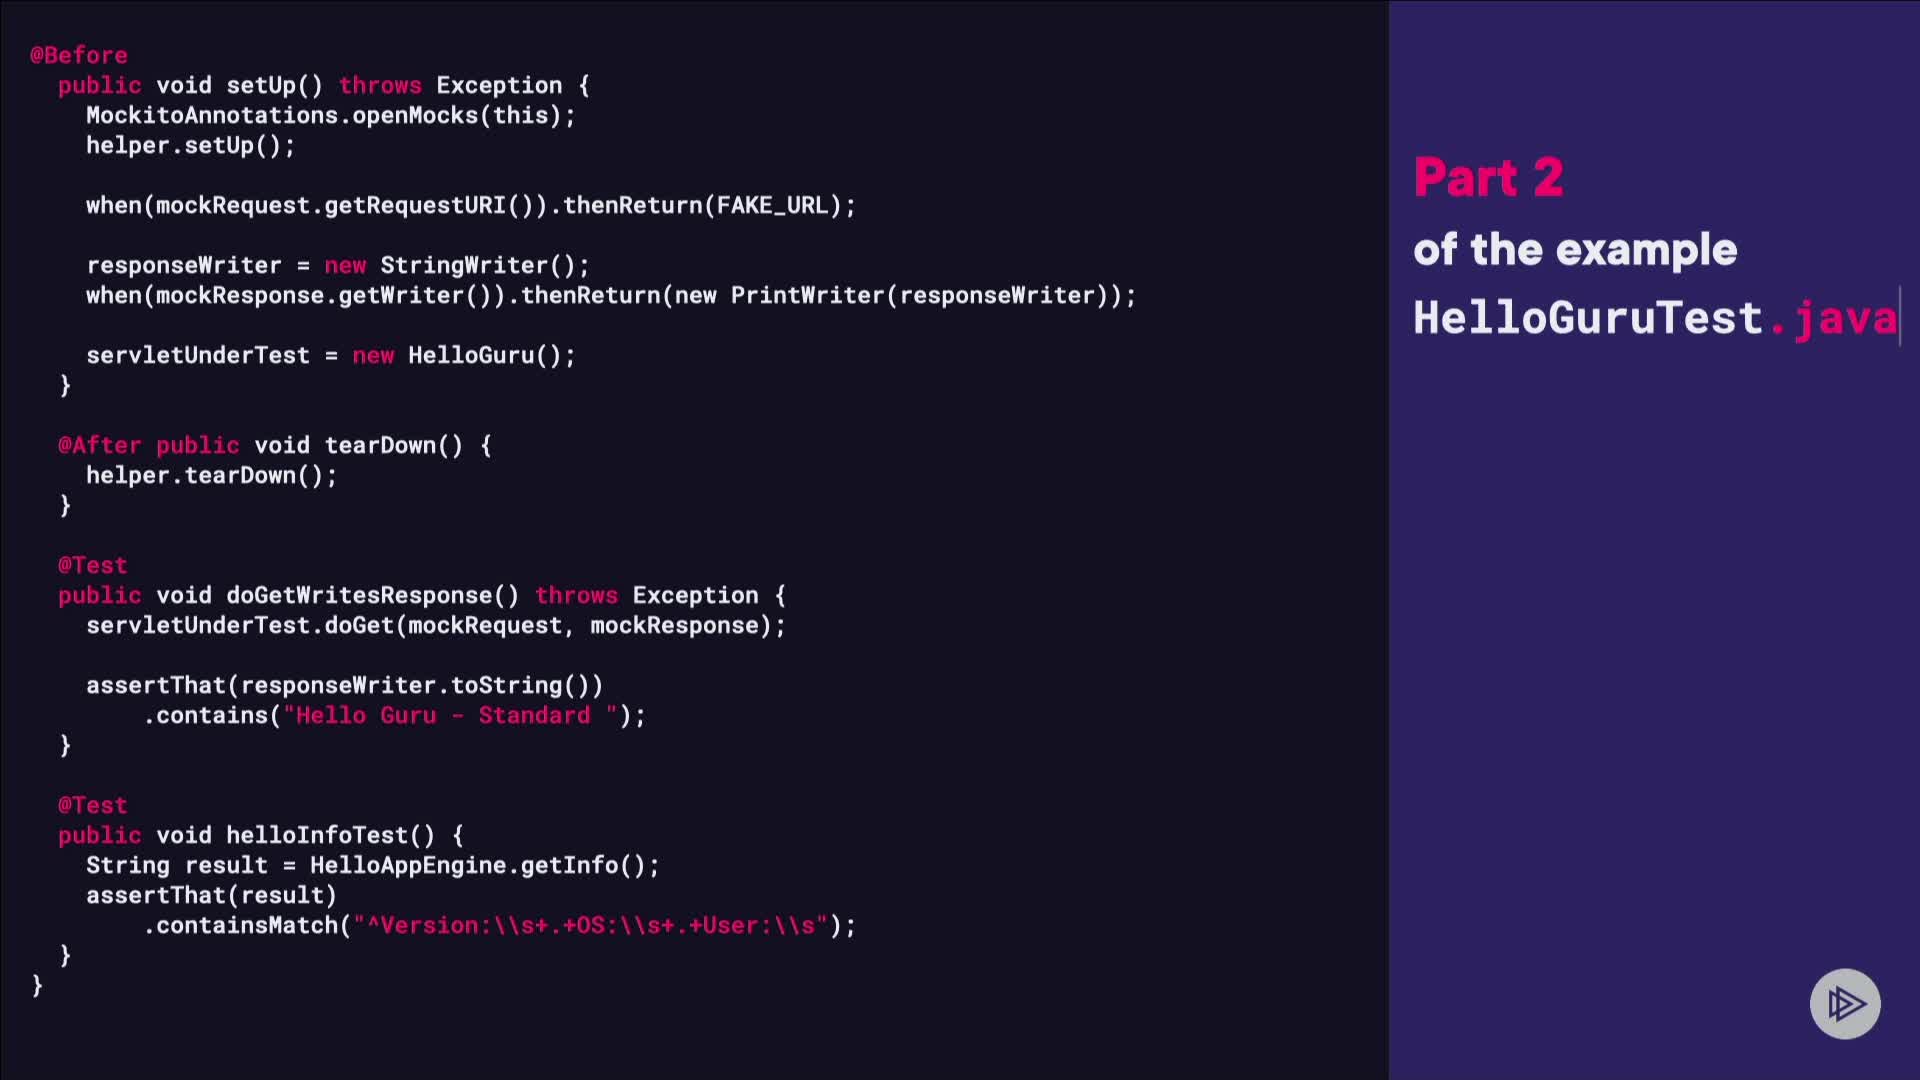 @Before
public void setUp() throws Exception {
MockitoAnnotations.openMocks(this);
helper.setUp();
when(mockRequest.getRequestURI()).thenReturn(FAKE_URL);
responseWriter = new StringWriter();
when(mockResponse.getWriter()).thenReturn(new PrintWriter(responseWriter));
servletUnderTest = new HelloGuru();
}
@After public void tearDown() {
helper.tearDown();
}
@Test
public void doGetWritesResponse() throws Exception {
servletUnderTest.doGet(mockRequest, mockResponse);
assertThat(responseWriter.toString())
.contains("Hello Guru - Standard ");
}
@Test
public void helloInfoTest() {
String result = HelloAppEngine.getInfo();
assertThat(result)
.containsMatch("^Version:\\s+.+OS:\\s+.+User:\\s");
}
}
Part 2
of the example
HelloGuruTest.java